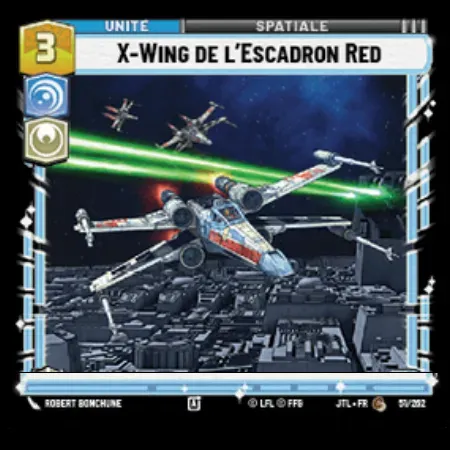 UNITÉ SPATIALE
3 X-Wing de l'Escadron Red
ROBERT BONCHUNE A © LFL © FFG JTL • FR 51/262